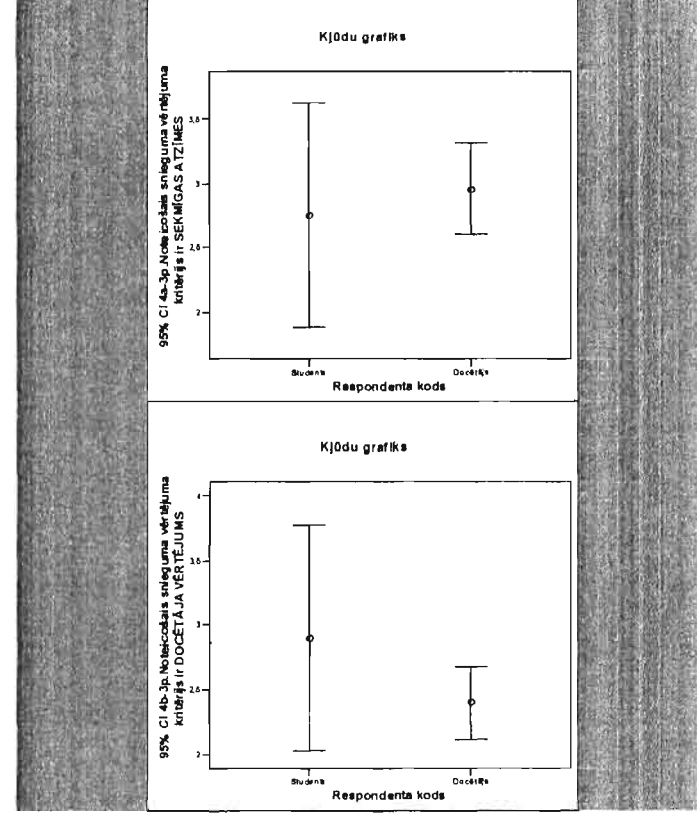 Kļūdu grafiks
95% CI 4a-3p.Noteicošais snieguma vērtējuma
kritērijs ir SEKMĪGAS ATZĪMES
3,5
3
2,5
2
Students
Docētājs
Respondenta kods
Kļūdu grafiks
95% CI 4b-3p.Noteicošais snieguma vērtējuma
kritērijs ir DOCĒTĀJA VĒRTĒJUMS
4
3,5
3
2,5
2
Students
Docētājs
Respondenta kods